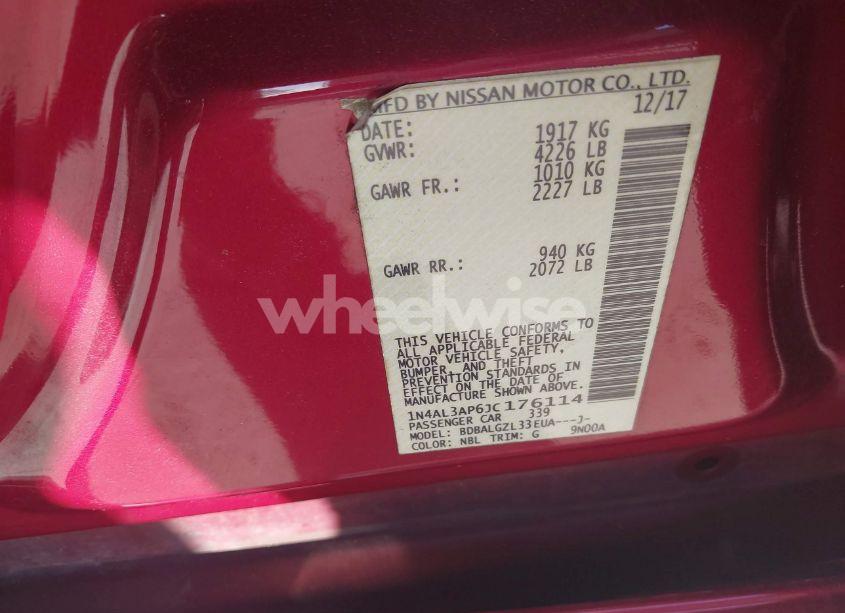 MFD BY NISSAN MOTOR CO., LTD.
DATE: 12/17
GVWR: 1917 KG
4226 LB
GAWR FR.: 1010 KG
2227 LB
GAWR RR.: 940 KG
2072 LB
THIS VEHICLE CONFORMS TO
ALL APPLICABLE FEDERAL
MOTOR VEHICLE SAFETY,
BUMPER, AND THEFT
PREVENTION STANDARDS IN
EFFECT ON THE DATE OF
MANUFACTURE SHOWN ABOVE.
1N4AL3AP6JC176114
PASSENGER CAR 339
MODEL: BDBALGZL33EUA---J-
COLOR: NBL TRIM: G 9N00A
wheelwise